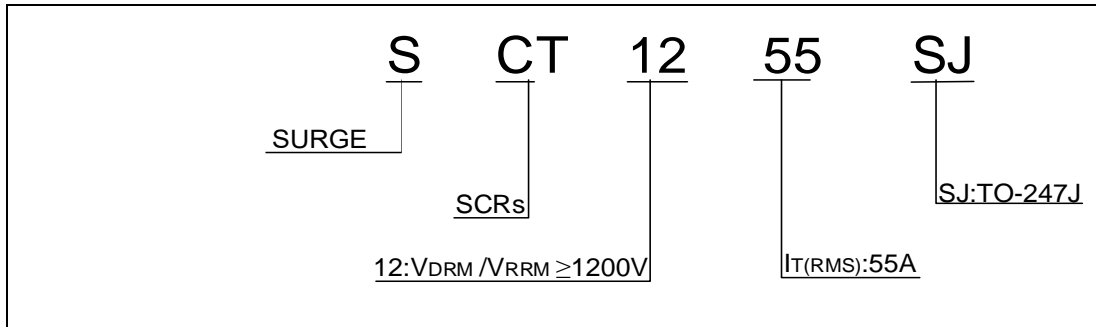 S CT 12 55 SJ
SURGE
SJ:TO-247J
SCRs
12:VDRM /VRRM ≥1200V
IT(RMS):55A